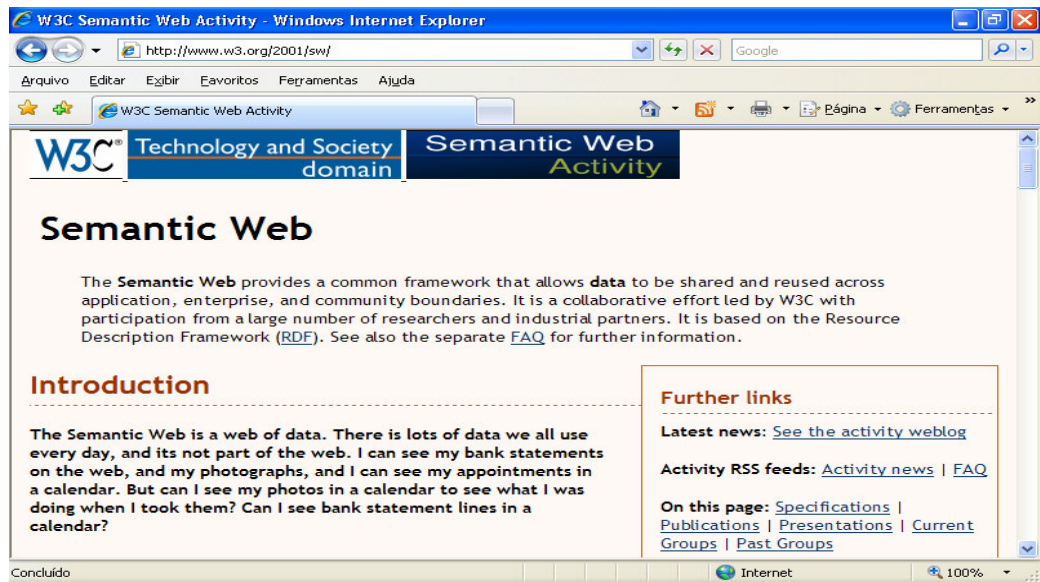 W3C Semantic Web Activity - Windows Internet Explorer
http://www.w3.org/2001/sw/
Google
Arquivo Editar Exibir Favoritos Ferramentas Ajuda
W3C Semantic Web Activity
Página
Ferramentas
W3C® Technology and Society domain
Semantic Web Activity
Semantic Web
The Semantic Web provides a common framework that allows data to be shared and reused across
application, enterprise, and community boundaries. It is a collaborative effort led by W3C with
participation from a large number of researchers and industrial partners. It is based on the Resource
Description Framework (RDF). See also the separate FAQ for further information.
Introduction
The Semantic Web is a web of data. There is lots of data we all use
every day, and its not part of the web. I can see my bank statements
on the web, and my photographs, and I can see my appointments in
a calendar. But can I see my photos in a calendar to see what I was
doing when I took them? Can I see bank statement lines in a
calendar?
Further links
Latest news: See the activity weblog
Activity RSS feeds: Activity news | FAQ
On this page: Specifications |
Publications | Presentations | Current
Groups | Past Groups
Concluído
Internet
100%